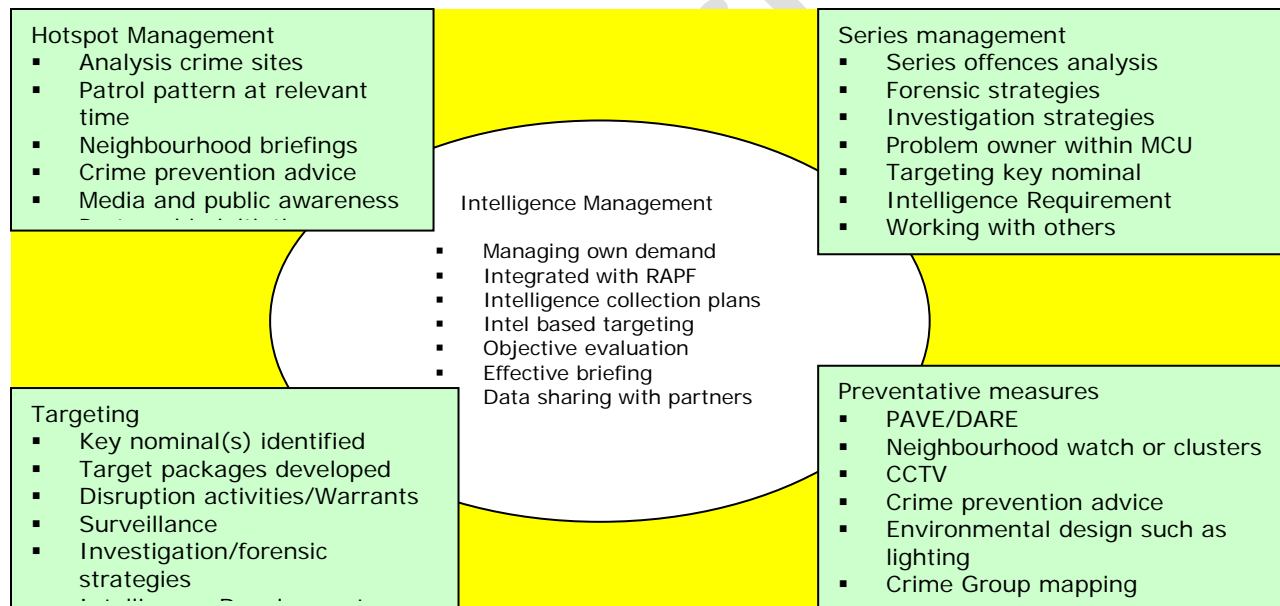 Hotspot Management
▪ Analysis crime sites
▪ Patrol pattern at relevant
time
▪ Neighbourhood briefings
▪ Crime prevention advice
▪ Media and public awareness
Series management
▪ Series offences analysis
▪ Forensic strategies
▪ Investigation strategies
▪ Problem owner within MCU
▪ Targeting key nominal
▪ Intelligence Requirement
▪ Working with others
Intelligence Management
▪ Managing own demand
▪ Integrated with RAPF
▪ Intelligence collection plans
▪ Intel based targeting
▪ Objective evaluation
▪ Effective briefing
Data sharing with partners
Targeting
▪ Key nominal(s) identified
▪ Target packages developed
▪ Disruption activities/Warrants
▪ Surveillance
▪ Investigation/forensic
strategies
Preventative measures
▪ PAVE/DARE
▪ Neighbourhood watch or clusters
▪ CCTV
▪ Crime prevention advice
▪ Environmental design such as
lighting
▪ Crime Group mapping